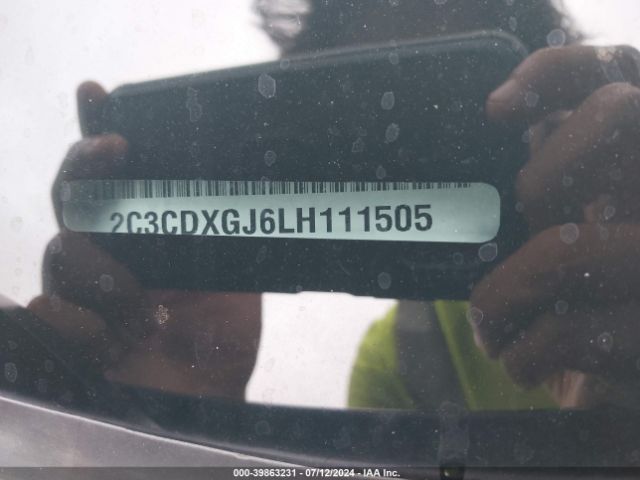 2C3CDXGJ6LH111505
000-39863231 - 07/12/2024 - IAA Inc.